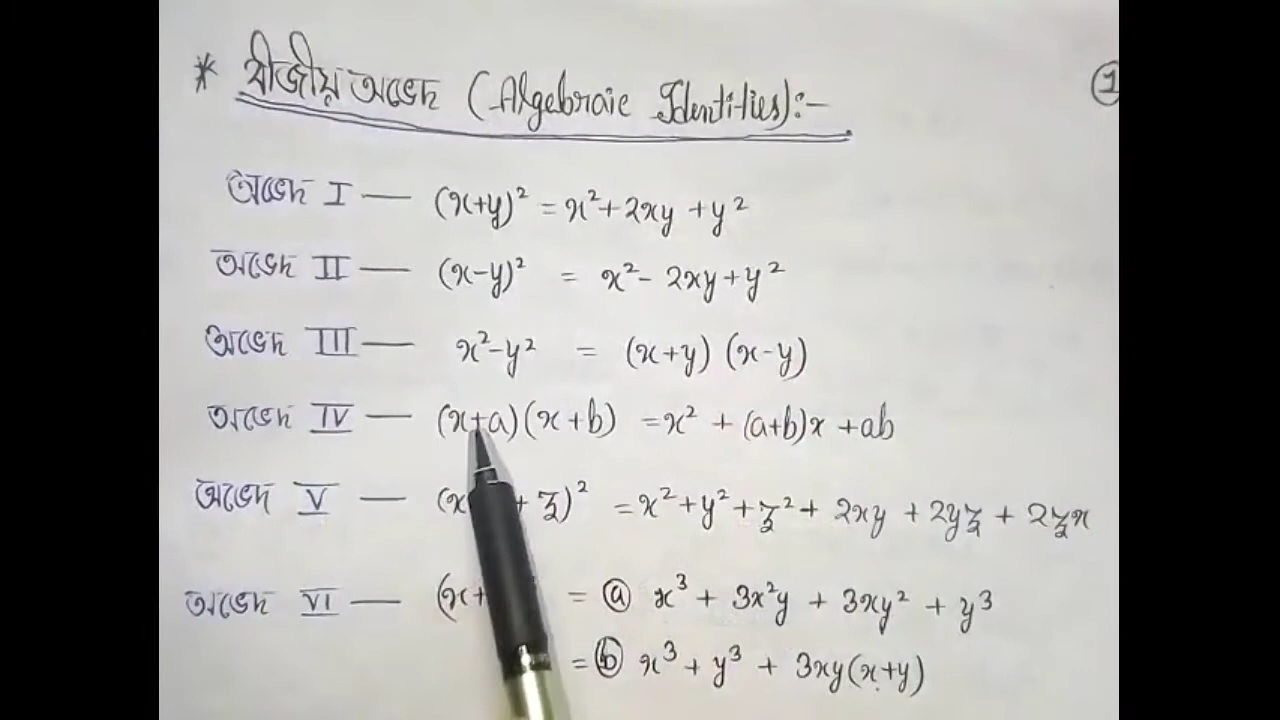 * বীজীয় অভেদ (Algebraic Identities):-
1
অভেদ I — (x+y)² = x² + 2xy + y²
অভেদ II — (x-y)² = x² - 2xy + y²
অভেদ III — x² - y² = (x+y) (x-y)
অভেদ IV — (x+a)(x+b) = x² + (a+b)x + ab
অভেদ V — (x + z)² = x² + y² + z² + 2xy + 2yz + 2zx
অভেদ VI — (x+ = ⓐ x³ + 3x²y + 3xy² + y³
= ⓑ x³ + y³ + 3xy(x+y)